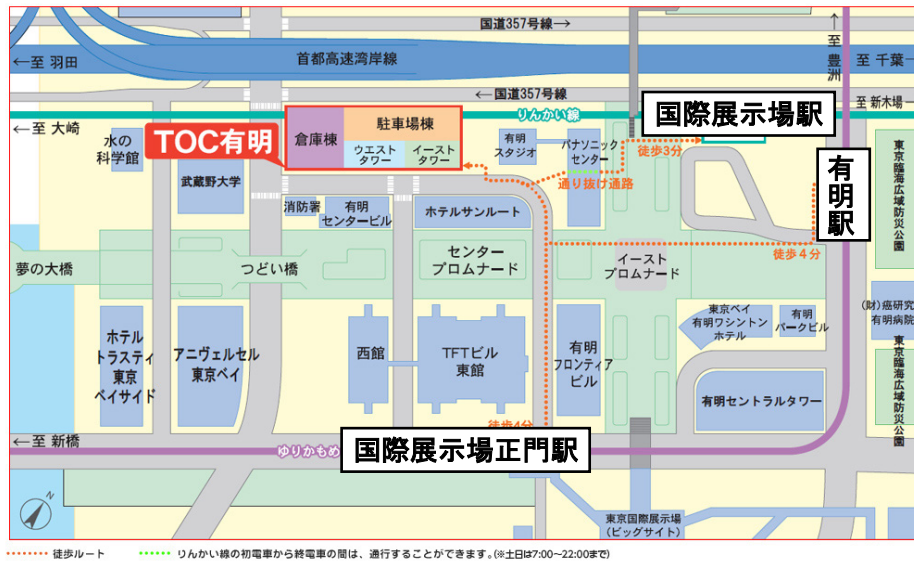 国道357号線→
←至 羽田
首都高速湾岸線
→至 豊洲
至 千葉→
←国道357号線
至 新木場→
←至 大崎
りんかい線
国際展示場駅
倉庫棟
駐車場棟
ウエスト
タワー
イースト
タワー
TOC有明
水の
科学館
武蔵野大学
有明
スタジオ
パナソニック
センター
徒歩3分
通り抜け通路
有明駅
東京臨海広域防災公園
消防署
有明
センタービル
ホテルサンルート
徒歩4分
夢の大橋
つどい橋
センター
プロムナード
イースト
プロムナード
(財)癌研究
有明病院
ホテル
トラスティ
東京
ベイサイド
アニヴェルセル
東京ベイ
西館
TFTビル
東館
有明
フロンティア
ビル
東京ベイ
有明ワシントン
ホテル
有明
パークビル
東京臨海広域防災公園
有明セントラルタワー
徒歩4分
←至 新橋
ゆりかもめ
国際展示場正門駅
N
東京国際展示場
(ビッグサイト)
徒歩ルート
りんかい線の初電車から終電車の間は、通行することができます。(※土日は7:00〜22:00まで)